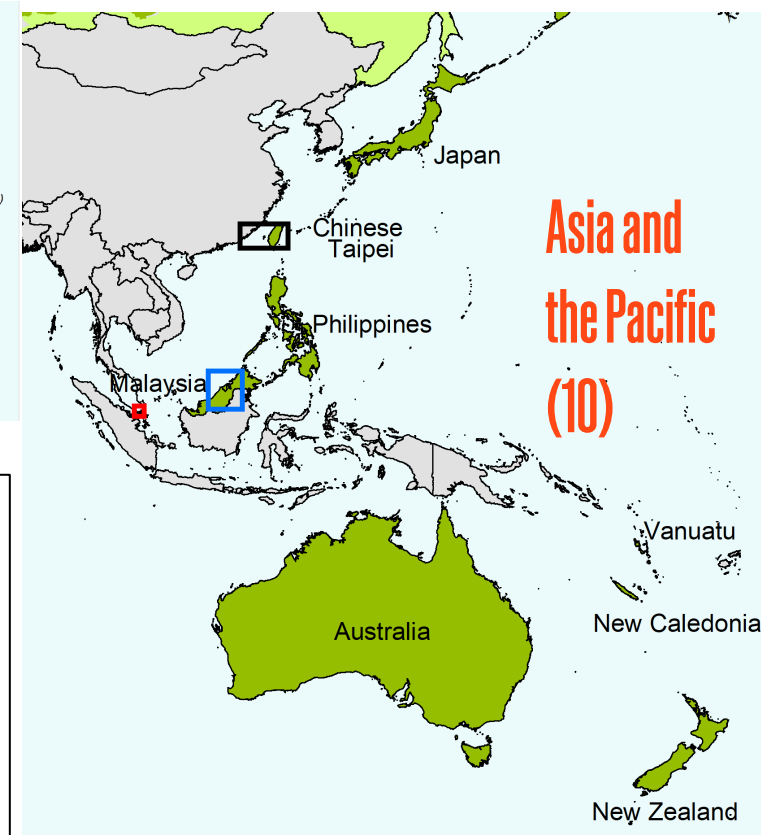 Japan
Chinese
Taipei
Asia and
the Pacific
(10)
Philippines
Malaysia
Vanuatu
New Caledonia
Australia
New Zealand